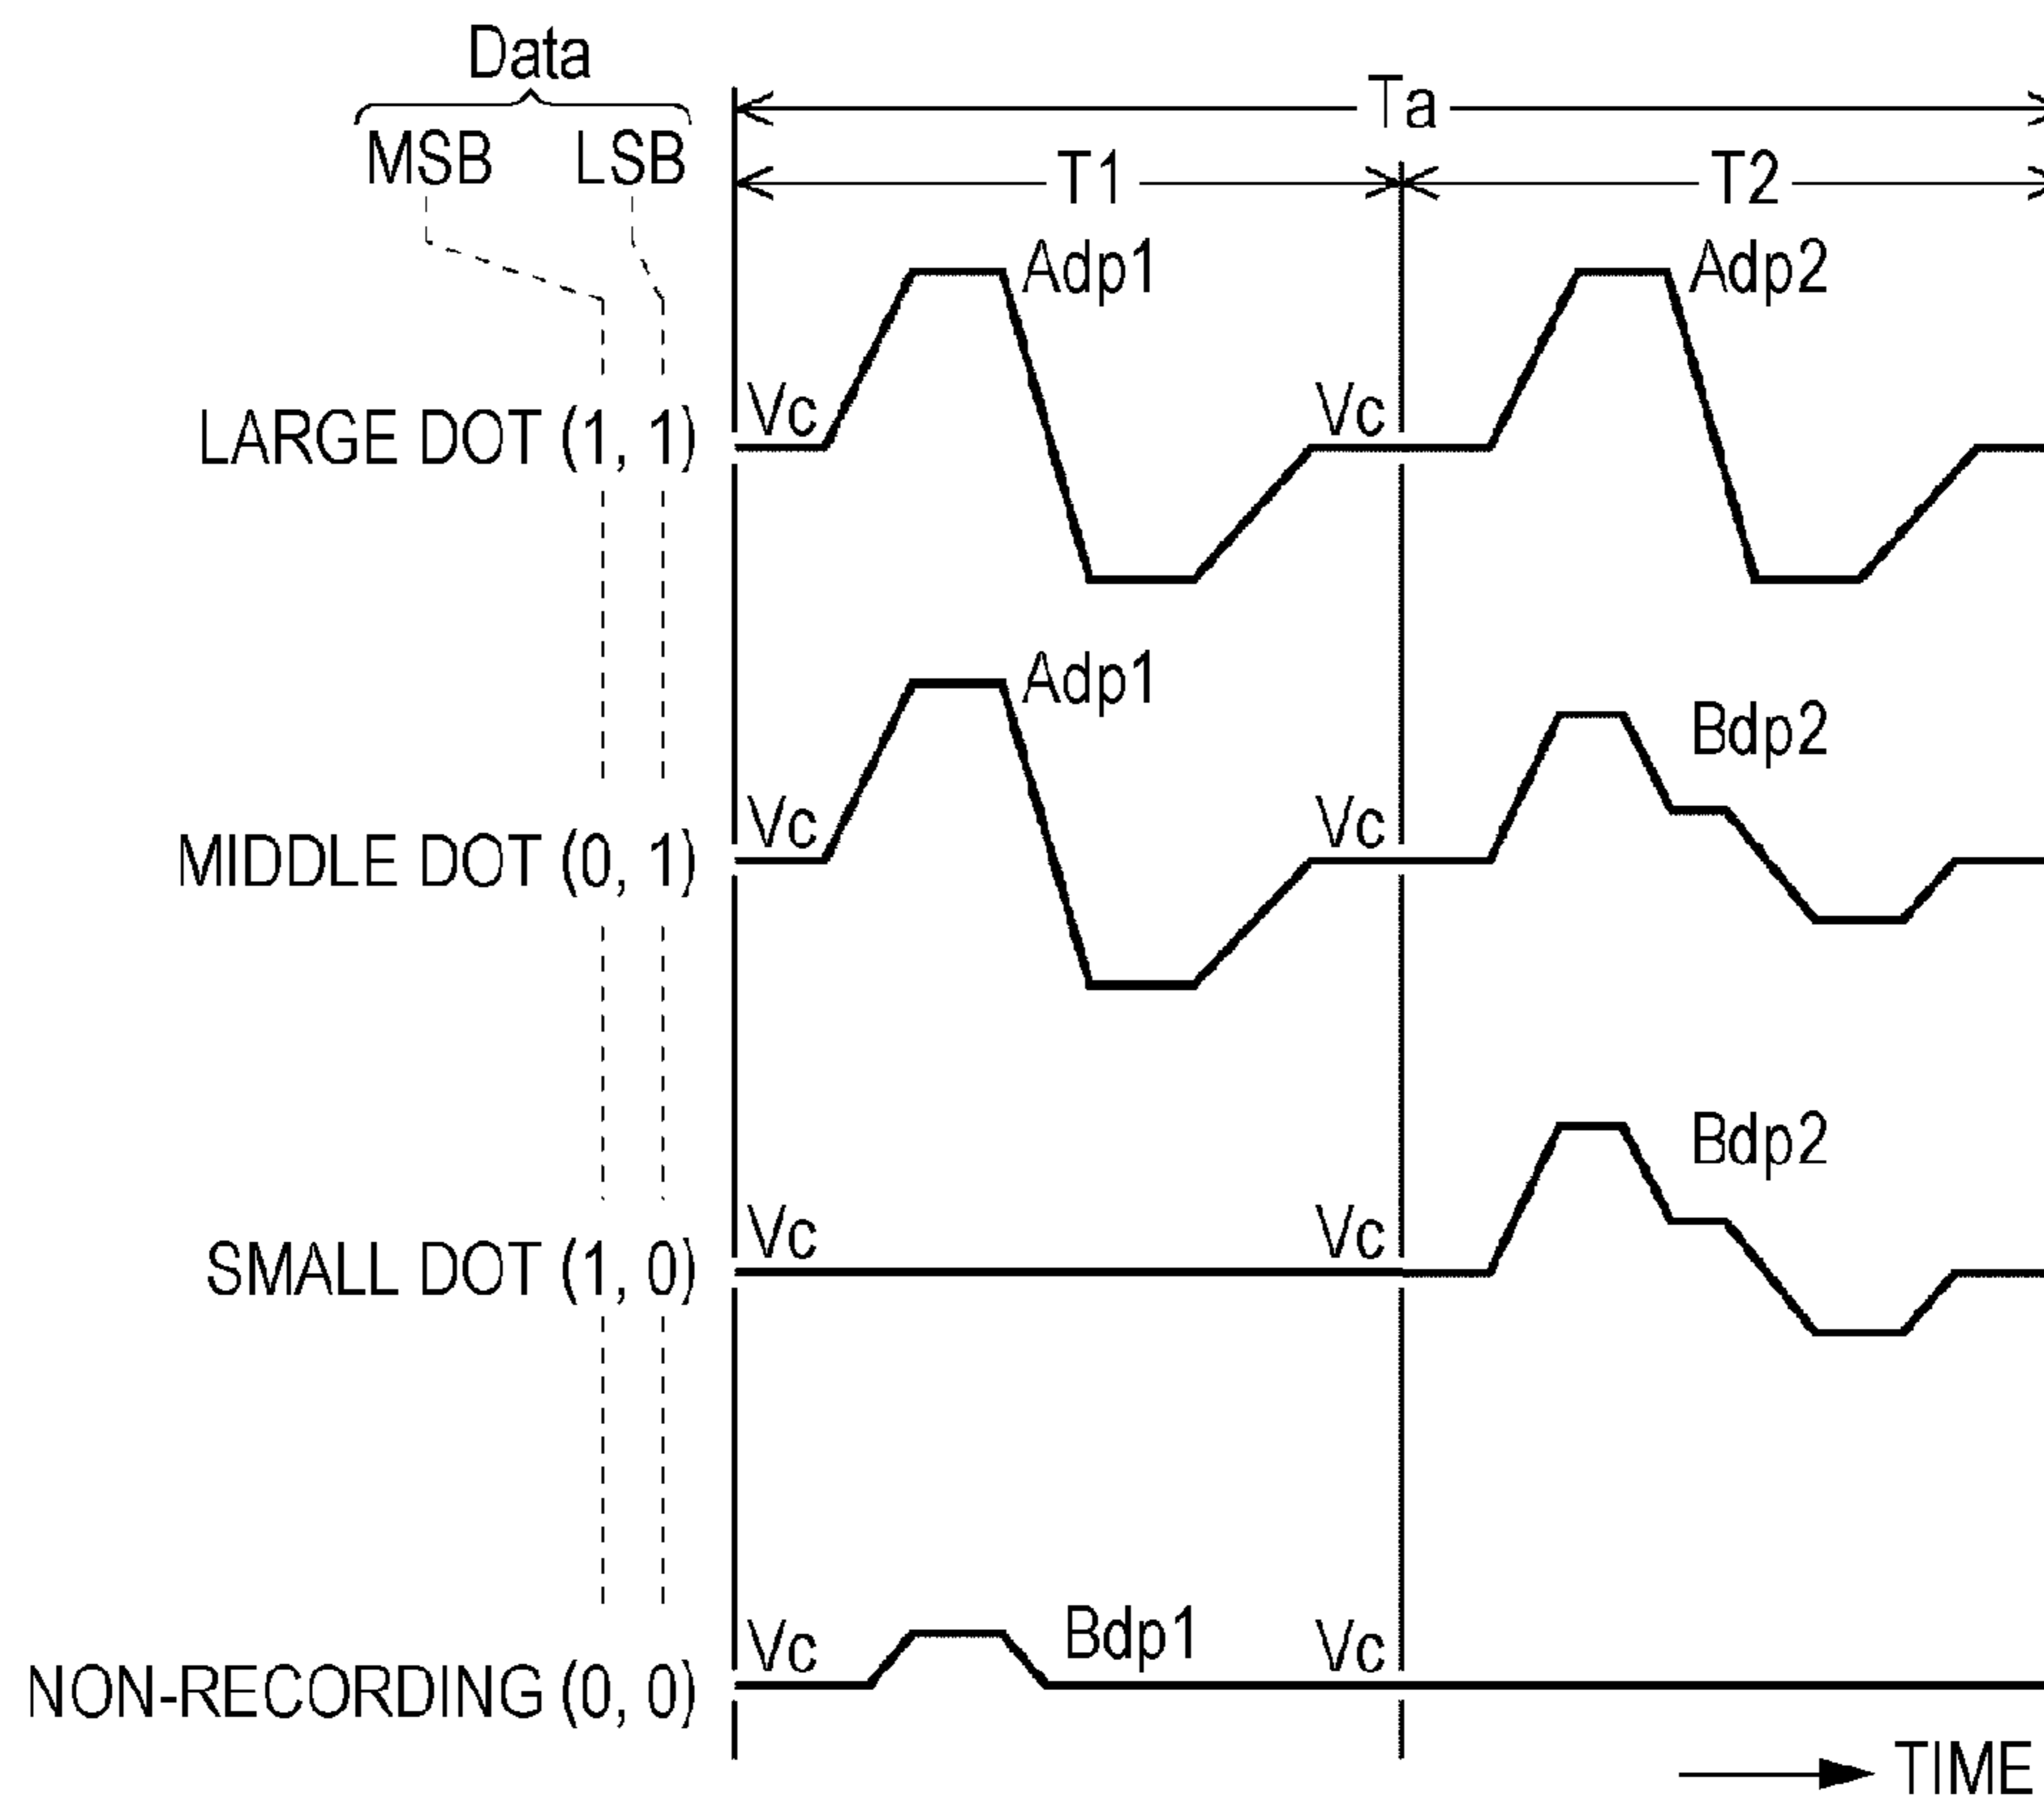 Data
MSB LSB
Ta
T1 T2
Adp1 Adp2
Vc Vc
LARGE DOT (1, 1)
Adp1 Bdp2
Vc Vc
MIDDLE DOT (0, 1)
Bdp2
Vc Vc
SMALL DOT (1, 0)
Bdp1
Vc Vc
NON-RECORDING (0, 0)
TIME